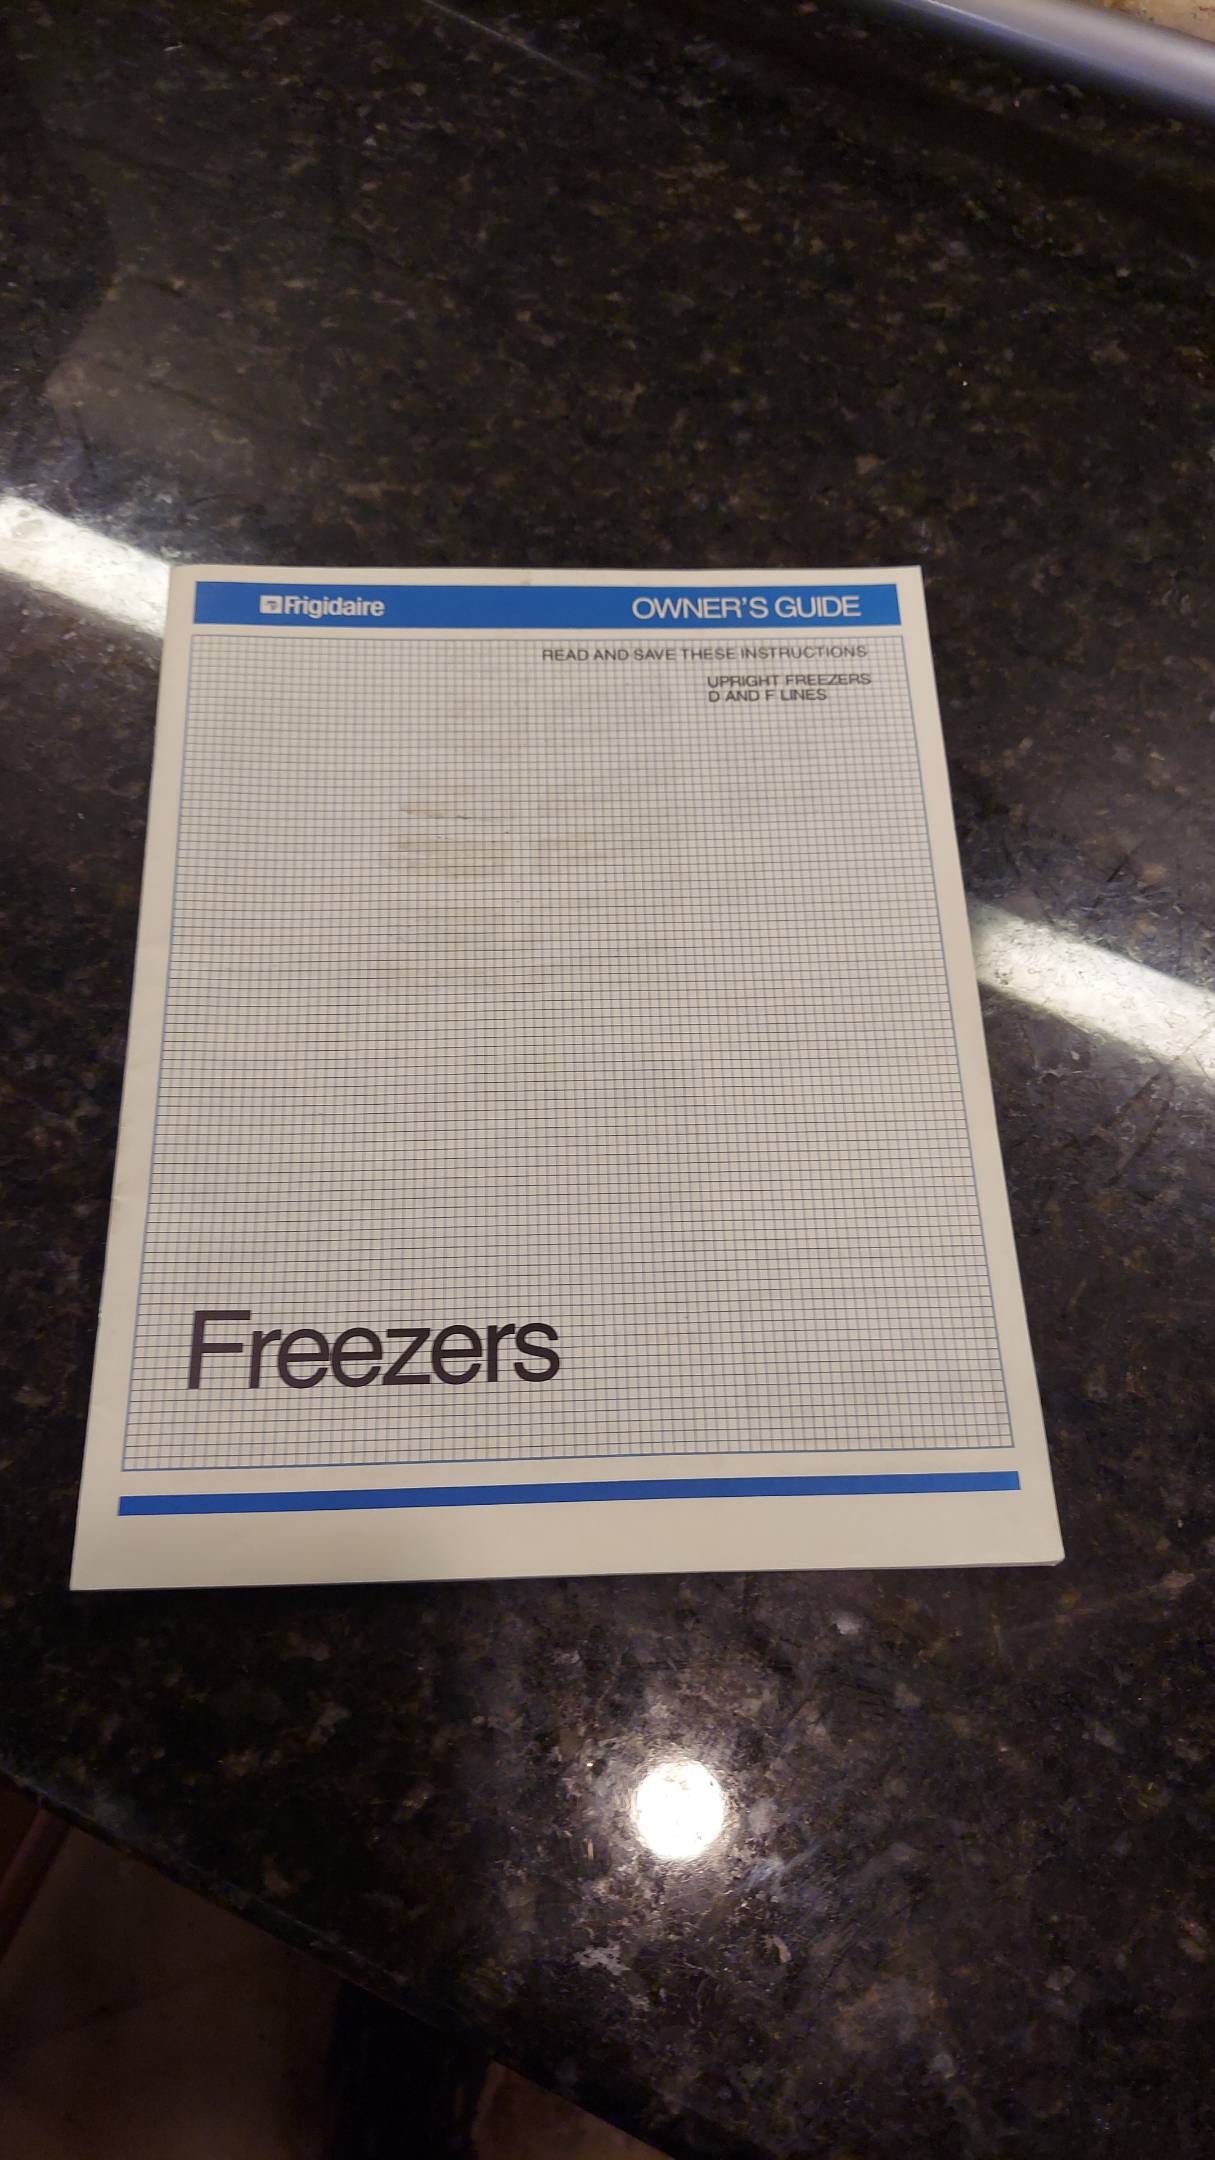 Frigidaire
OWNER'S GUIDE
READ AND SAVE THESE INSTRUCTIONS
UPRIGHT FREEZERS
D AND F LINES
Freezers